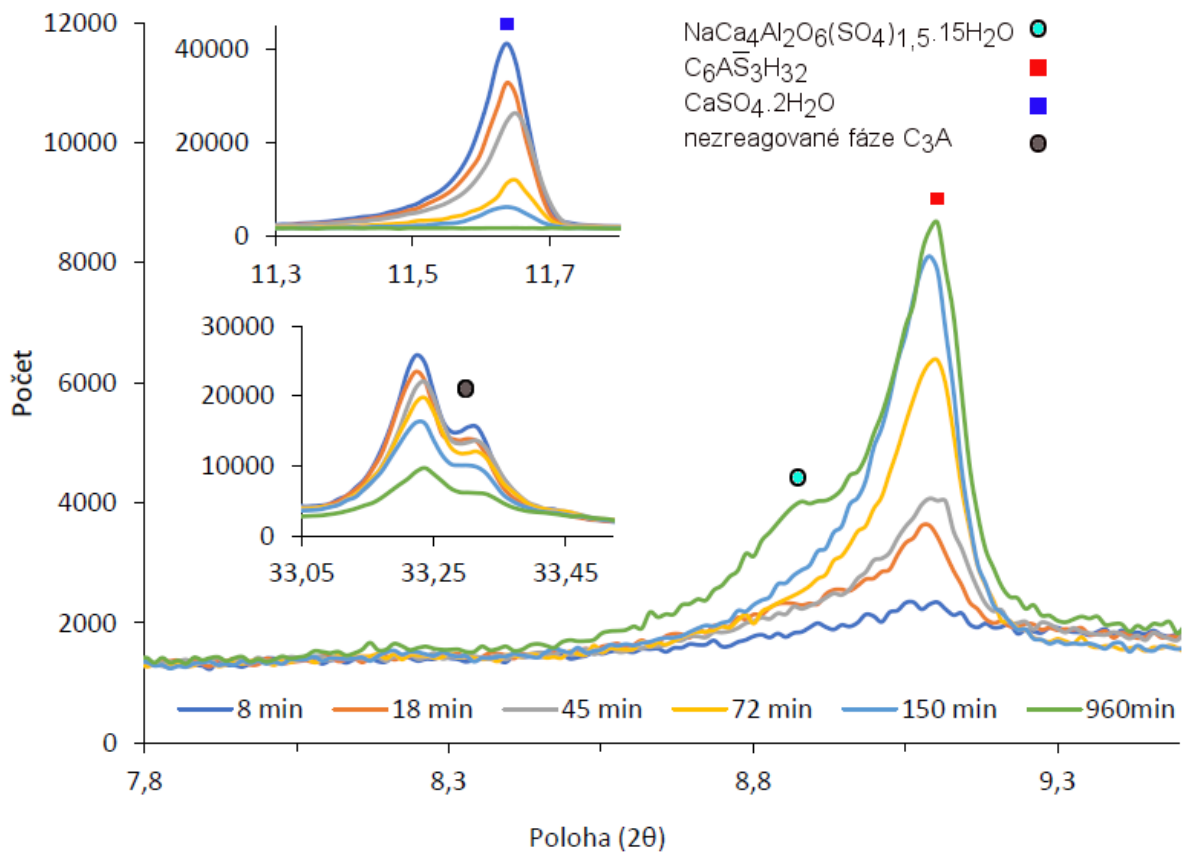 12000
10000
8000
6000
4000
2000
0
Počet
40000
20000
0
11,3 11,5 11,7
30000
20000
10000
0
33,05 33,25 33,45
NaCa4Al2O6(SO4)1,5.15H2O
C6AS̅3H32
CaSO4.2H2O
nezreagované fáze C3A
8 min 18 min 45 min 72 min 150 min 960min
7,8 8,3 8,8 9,3
Poloha (2θ)